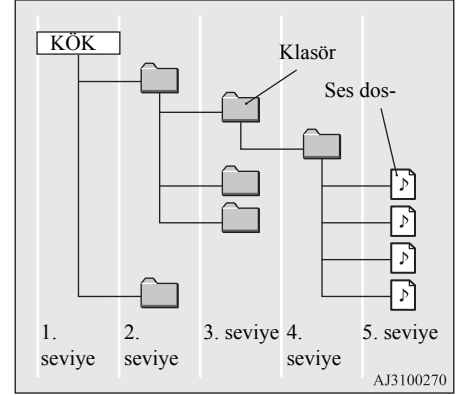 KÖK
Klasör
Ses dos-
1. seviye
2. seviye
3. seviye
4. seviye
5. seviye
AJ3100270